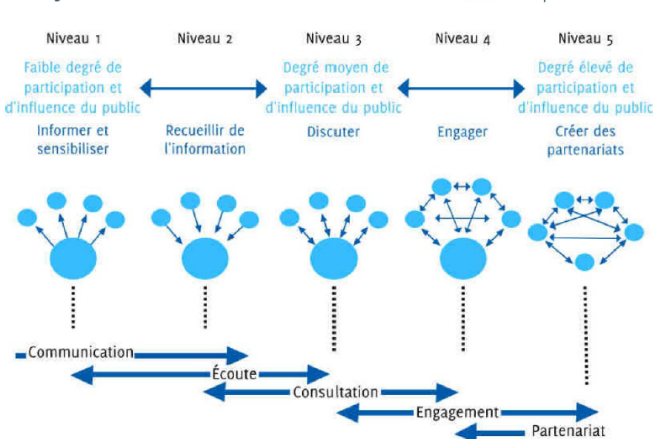 Niveau 1
Niveau 2
Niveau 3
Niveau 4
Niveau 5
Faible degré de
participation et
d'influence du public
Degré moyen de
participation et
d'influence du public
Degré élevé de
participation et
d'influence du public
Informer et
sensibiliser
Recueillir de
l'information
Discuter
Engager
Créer des
partenariats
Communication
Écoute
Consultation
Engagement
Partenariat